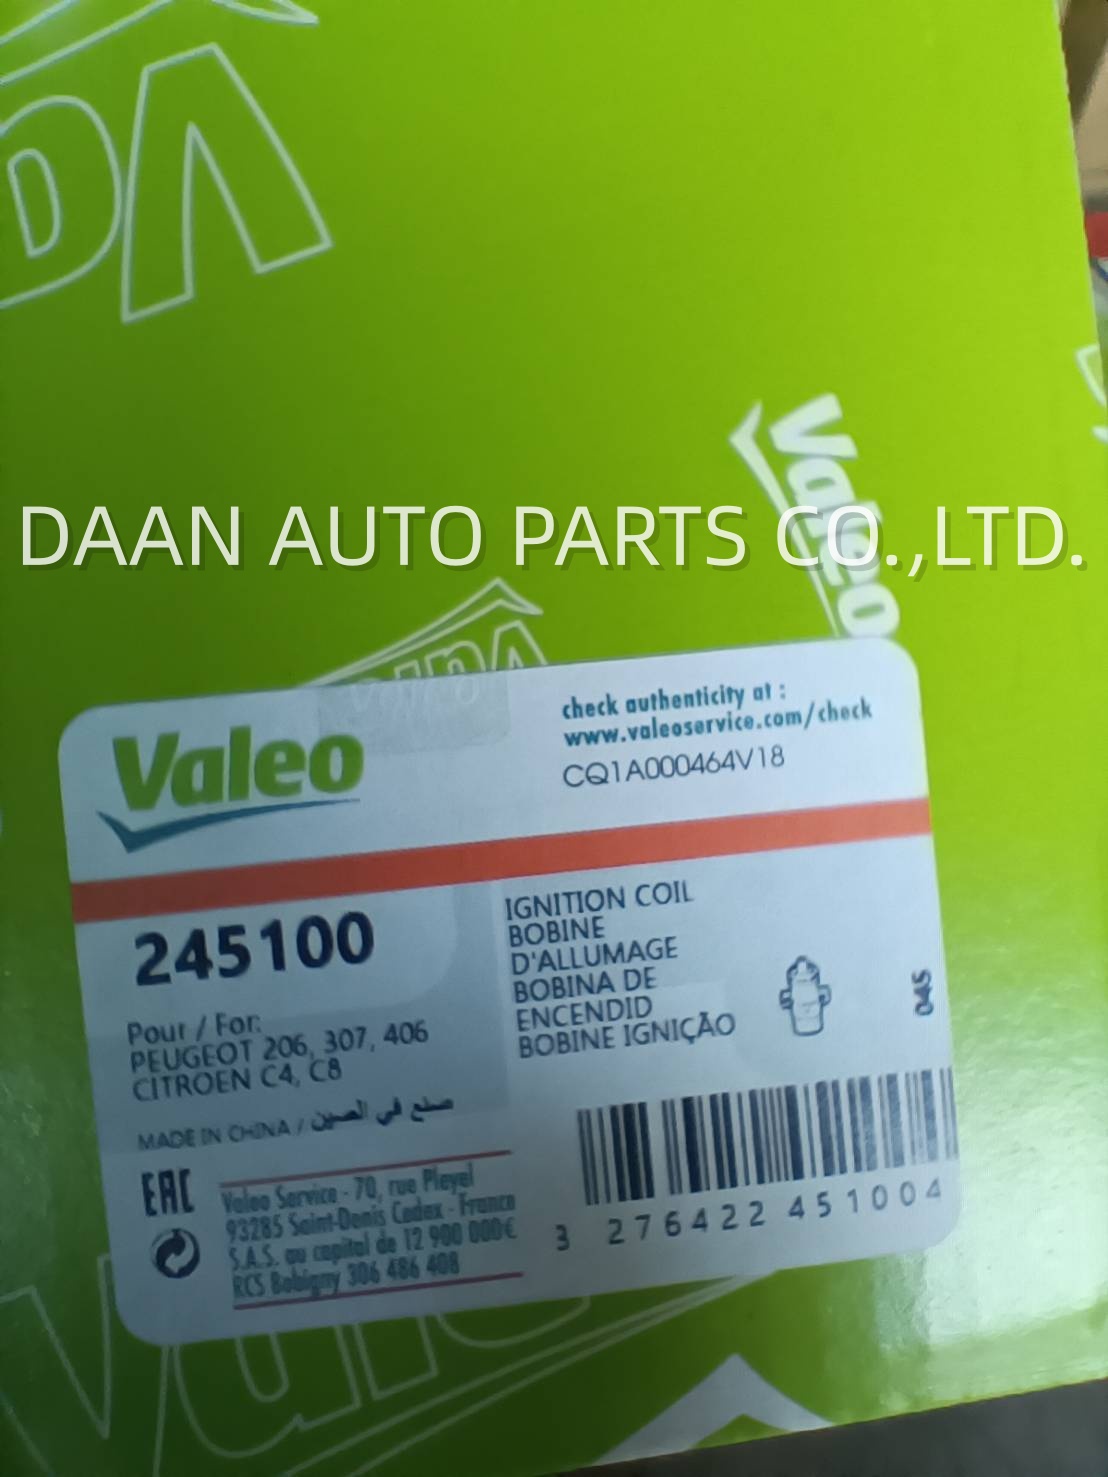 Valeo
DAAN AUTO PARTS CO.,LTD.
Valeo
check authenticity at :
www.valeoservice.com/check
CQ1A000464V18
245100
IGNITION COIL
BOBINE
D'ALLUMAGE
BOBINA DE
ENCENDID
BOBINE IGNIÇÃO
045
Pour / For:
PEUGEOT 206, 307, 406
CITROEN C4, C8
MADE IN CHINA / صنع في الصين
EAC
Valeo Service - 70, rue Pleyel
93285 Saint-Denis Cedex - France
S.A.S. au capital de 12 900 000€
RCS Bobigny 306 486 408
3 276422 451004